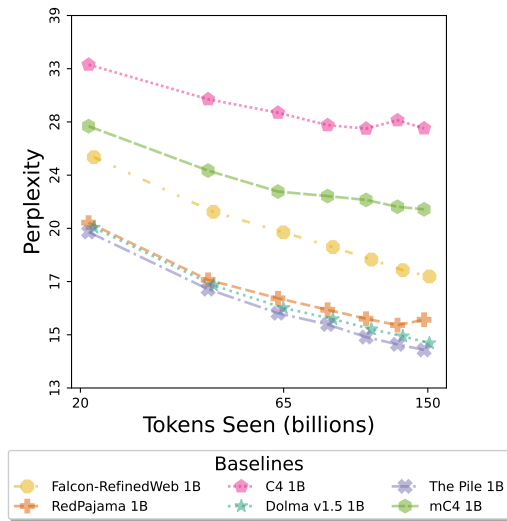 39
33
28
24
20
17
15
13
Perplexity
20 65 150
Tokens Seen (billions)
Baselines
Falcon-RefinedWeb 1B C4 1B The Pile 1B
RedPajama 1B Dolma v1.5 1B mC4 1B